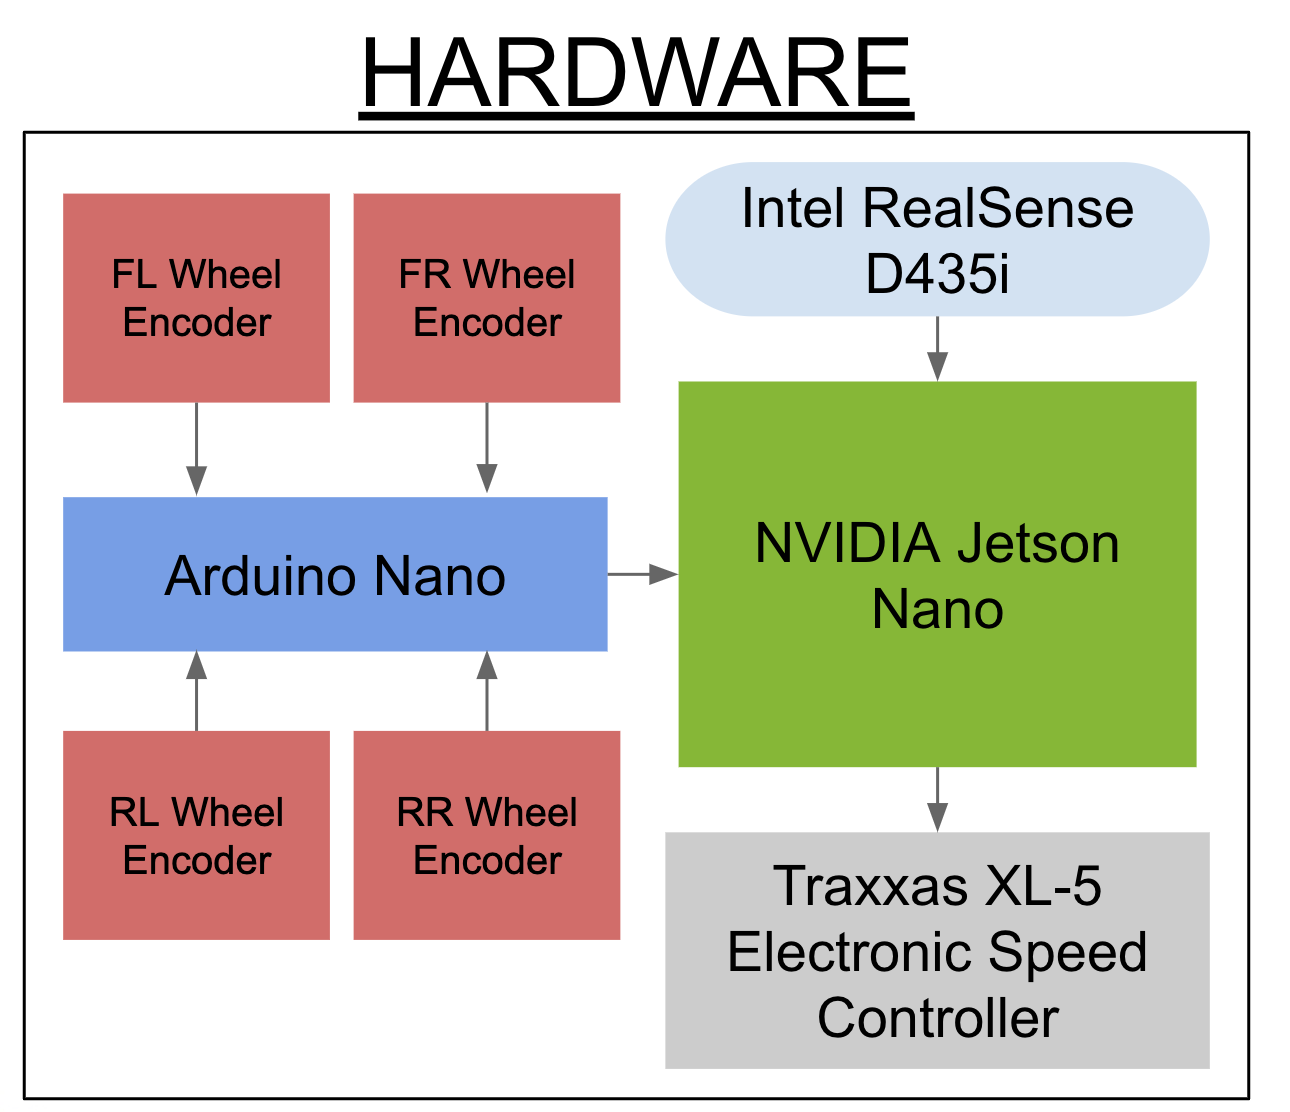 HARDWARE
FL Wheel
Encoder
FR Wheel
Encoder
Intel RealSense
D435i
Arduino Nano
NVIDIA Jetson
Nano
RL Wheel
Encoder
RR Wheel
Encoder
Traxxas XL-5
Electronic Speed
Controller